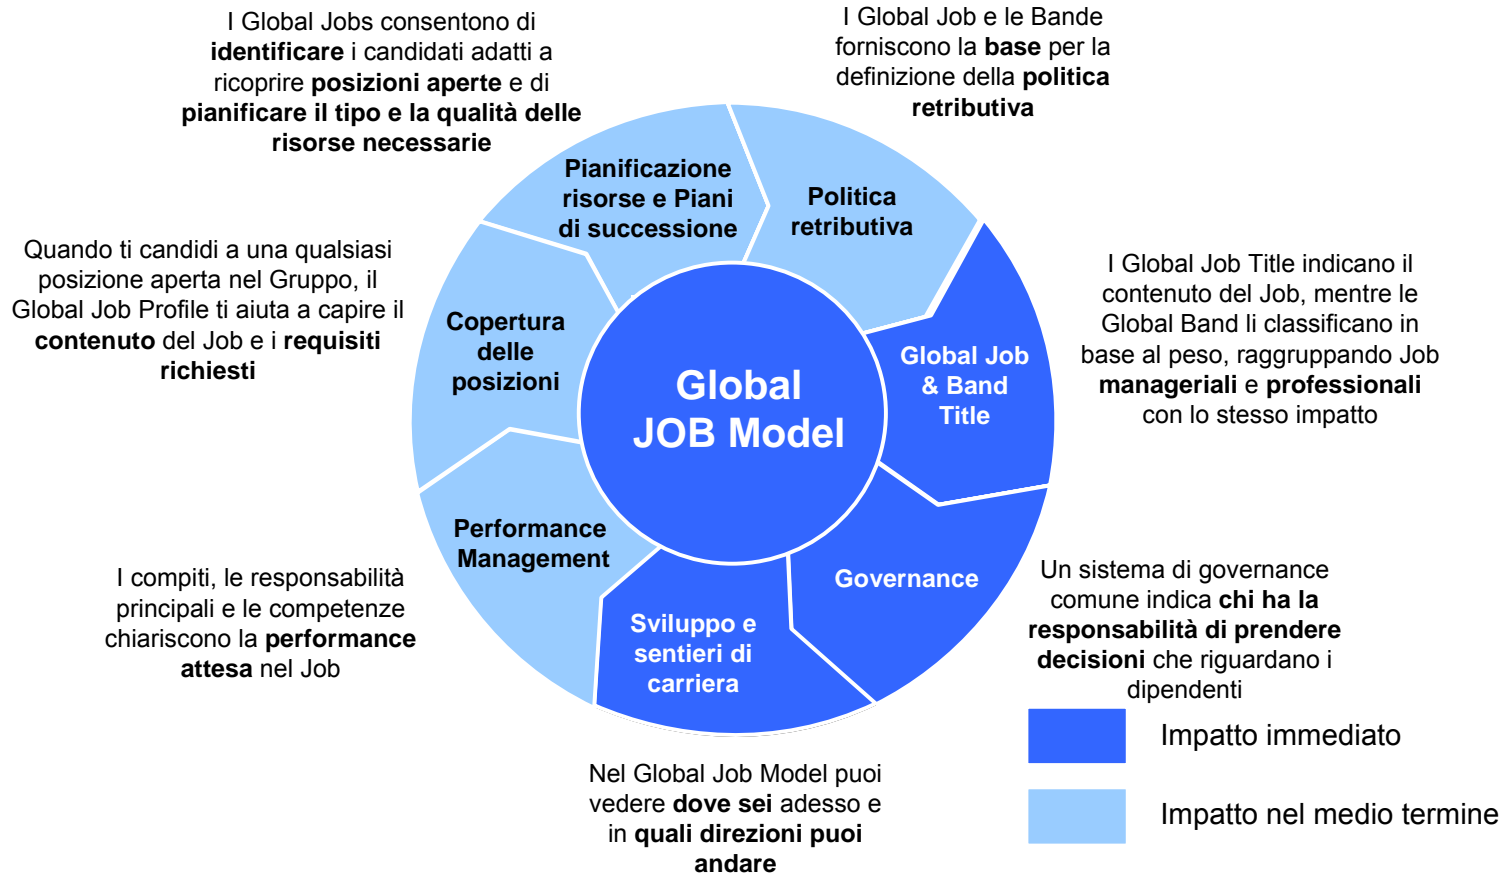 I Global Jobs consentono di
identificare i candidati adatti a
ricoprire posizioni aperte e di
pianificare il tipo e la qualità delle
risorse necessarie
I Global Job e le Bande
forniscono la base per la
definizione della politica
retributiva
Pianificazione
risorse e Piani
di successione
Politica
retributiva
Quando ti candidi a una qualsiasi
posizione aperta nel Gruppo, il
Global Job Profile ti aiuta a capire il
contenuto del Job e i requisiti
richiesti
Copertura
delle
posizioni
Global
JOB Model
Global Job
& Band
Title
I Global Job Title indicano il
contenuto del Job, mentre le
Global Band li classificano in
base al peso, raggruppando Job
manageriali e professionali
con lo stesso impatto
Performance
Management
Governance
I compiti, le responsabilità
principali e le competenze
chiariscono la performance
attesa nel Job
Sviluppo e
sentieri di
carriera
Un sistema di governance
comune indica chi ha la
responsabilità di prendere
decisioni che riguardano i
dipendenti
Nel Global Job Model puoi
vedere dove sei adesso e
in quali direzioni puoi
andare
Impatto immediato
Impatto nel medio termine